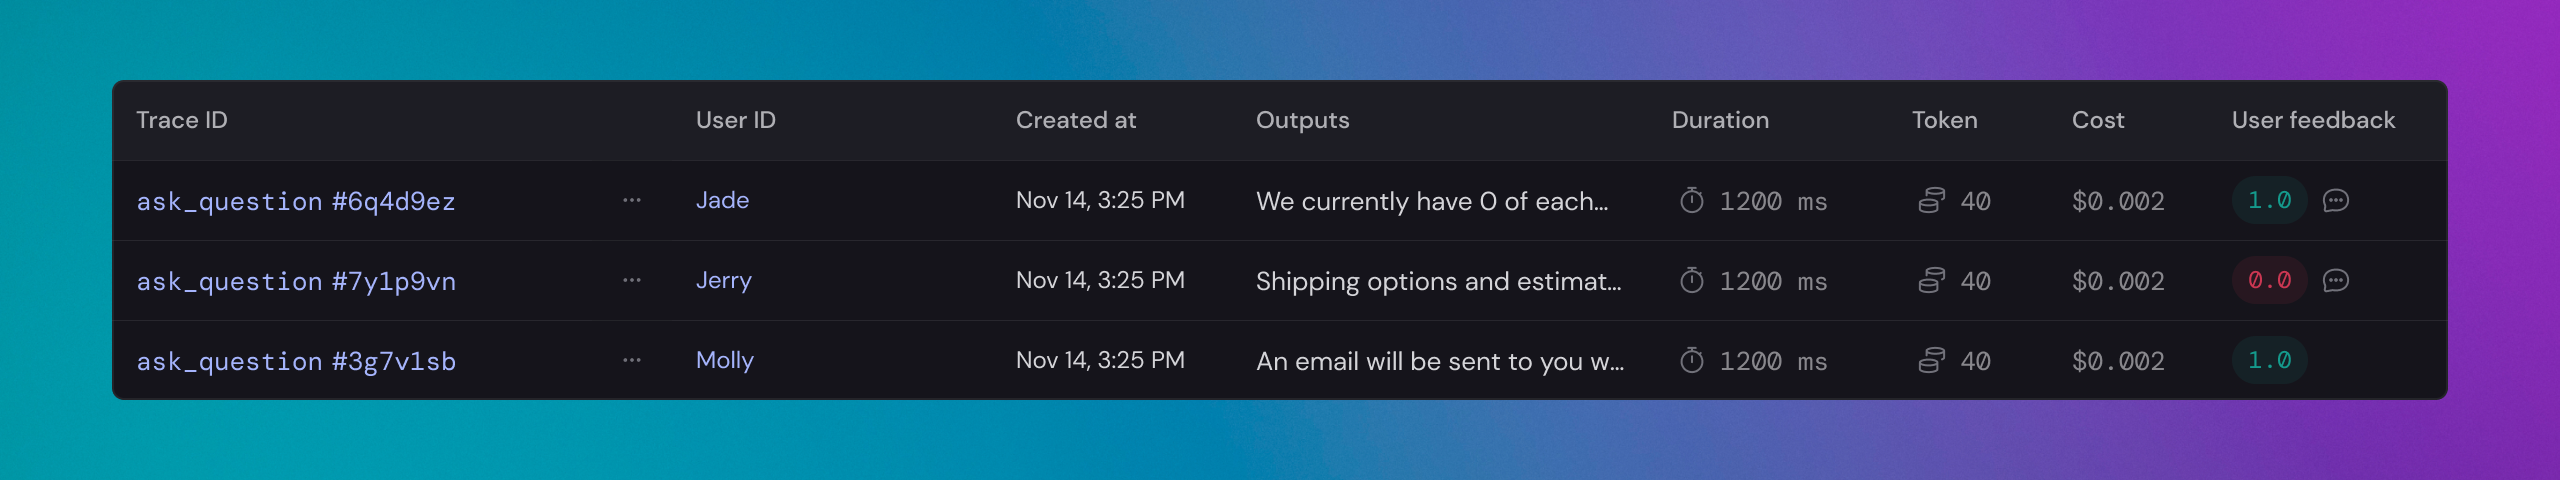 Trace ID User ID Created at Outputs Duration Token Cost User feedback
ask_question #6q4d9ez ... Jade Nov 14, 3:25 PM We currently have 0 of each... 1200 ms 40 $0.002 1.0
ask_question #7y1p9vn ... Jerry Nov 14, 3:25 PM Shipping options and estimat... 1200 ms 40 $0.002 0.0
ask_question #3g7v1sb ... Molly Nov 14, 3:25 PM An email will be sent to you w... 1200 ms 40 $0.002 1.0